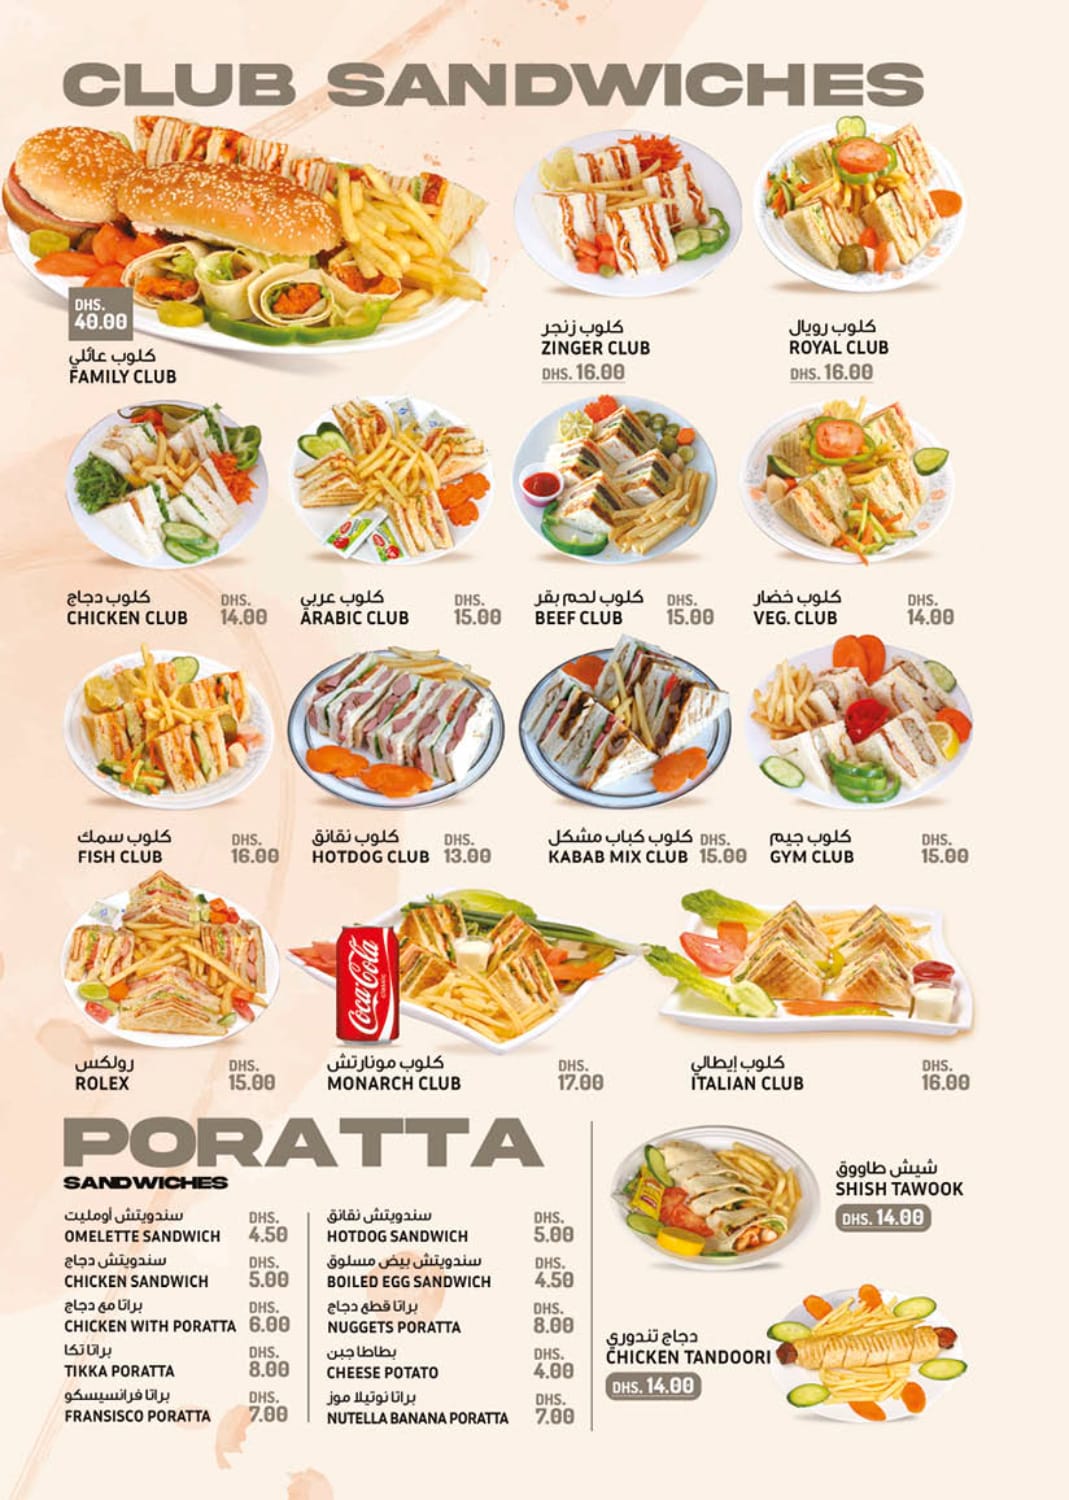 CLUB SANDWICHES
DHS.
40.00
كلوب عائلي
FAMILY CLUB
كلوب زنجر
ZINGER CLUB
DHS. 16.00
كلوب رويال
ROYAL CLUB
DHS. 16.00
كلوب دجاج
CHICKEN CLUB
DHS.
14.00
كلوب عربي
ARABIC CLUB
DHS.
15.00
كلوب لحم بقر
BEEF CLUB
DHS.
15.00
كلوب خضار
VEG. CLUB
DHS.
14.00
كلوب سمك
FISH CLUB
DHS.
16.00
كلوب نقانق
HOTDOG CLUB
DHS.
13.00
كلوب كباب مشكل
KABAB MIX CLUB
DHS.
15.00
كلوب جيم
GYM CLUB
DHS.
15.00
رولكس
ROLEX
DHS.
15.00
Coca-Cola
CLASSIC
كلوب مونارتش
MONARCH CLUB
DHS.
17.00
كلوب إيطالي
ITALIAN CLUB
DHS.
16.00
PORATTA
SANDWICHES
سندويتش أومليت
OMELETTE SANDWICH
DHS.
4.50
سندويتش دجاج
CHICKEN SANDWICH
DHS.
5.00
براتا مع دجاج
CHICKEN WITH PORATTA
DHS.
6.00
براتا تكا
TIKKA PORATTA
DHS.
8.00
براتا فرانسيسكو
FRANSISCO PORATTA
DHS.
7.00
سندويتش نقانق
HOTDOG SANDWICH
DHS.
5.00
سندويتش بيض مسلوق
BOILED EGG SANDWICH
DHS.
4.50
براتا قطع دجاج
NUGGETS PORATTA
DHS.
8.00
بطاطا جبن
CHEESE POTATO
DHS.
4.00
براتا نوتيلا موز
NUTELLA BANANA PORATTA
DHS.
7.00
شيش طاووق
SHISH TAWOOK
DHS. 14.00
دجاج تندوري
CHICKEN TANDOORI
DHS. 14.00